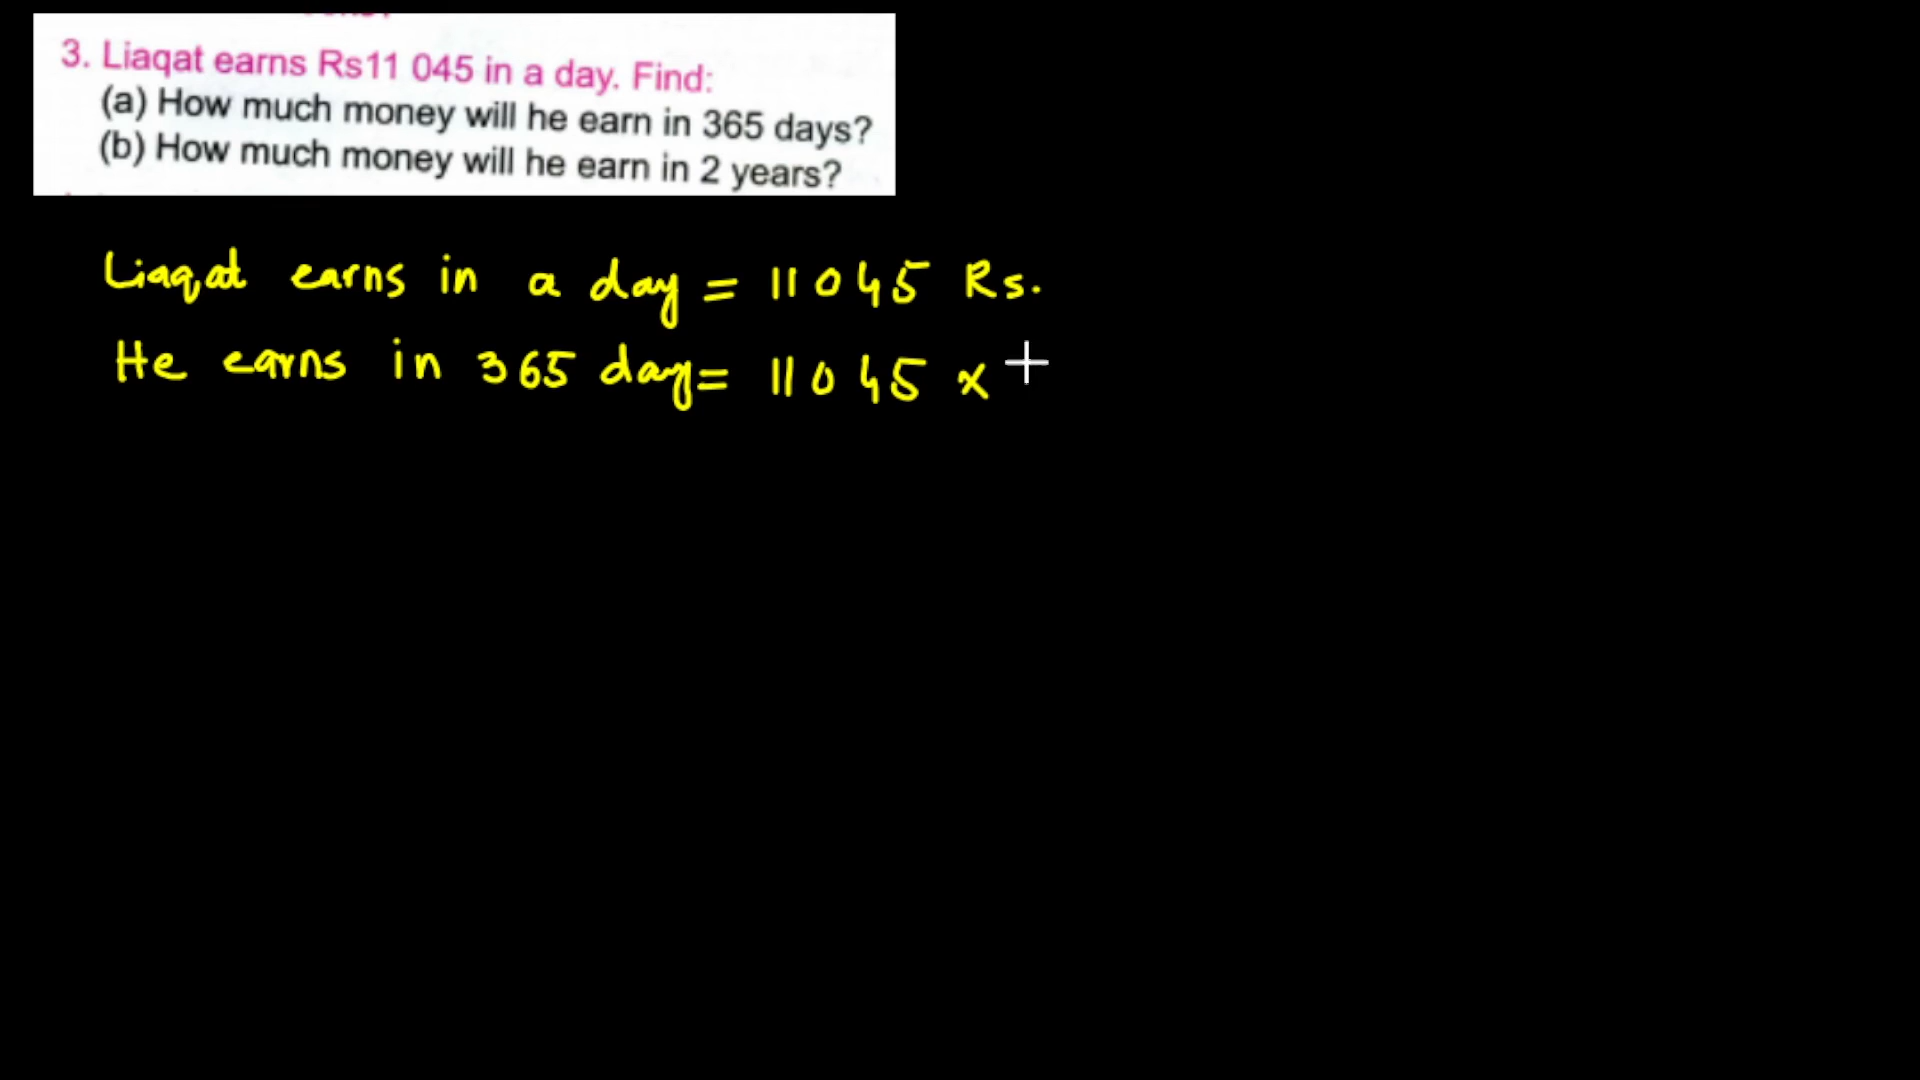 3. Liaqat earns Rs11 045 in a day. Find:
(a) How much money will he earn in 365 days?
(b) How much money will he earn in 2 years?
Liaqat earns in a day = 11045 Rs.
He earns in 365 day= 11045 x